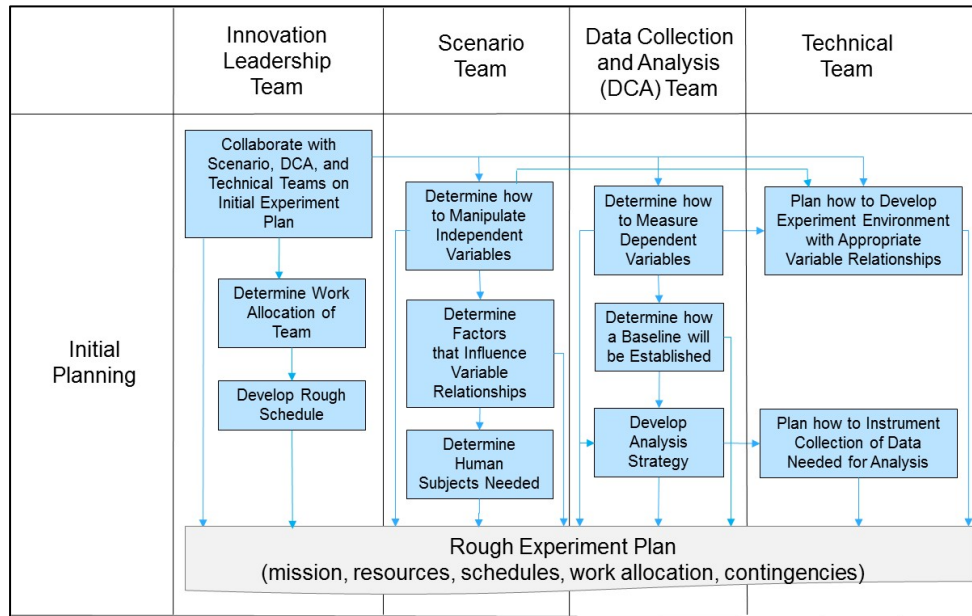 Innovation
Leadership
Team
Scenario
Team
Data Collection
and Analysis
(DCA) Team
Technical
Team
Initial
Planning
Collaborate with
Scenario, DCA, and
Technical Teams on
Initial Experiment
Plan
Determine Work
Allocation of
Team
Develop Rough
Schedule
Determine how
to Manipulate
Independent
Variables
Determine
Factors
that Influence
Variable
Relationships
Determine
Human
Subjects Needed
Determine how
to Measure
Dependent
Variables
Determine how
a Baseline will
be Established
Develop
Analysis
Strategy
Plan how to Develop
Experiment Environment
with Appropriate
Variable Relationships
Plan how to Instrument
Collection of Data
Needed for Analysis
Rough Experiment Plan
(mission, resources, schedules, work allocation, contingencies)